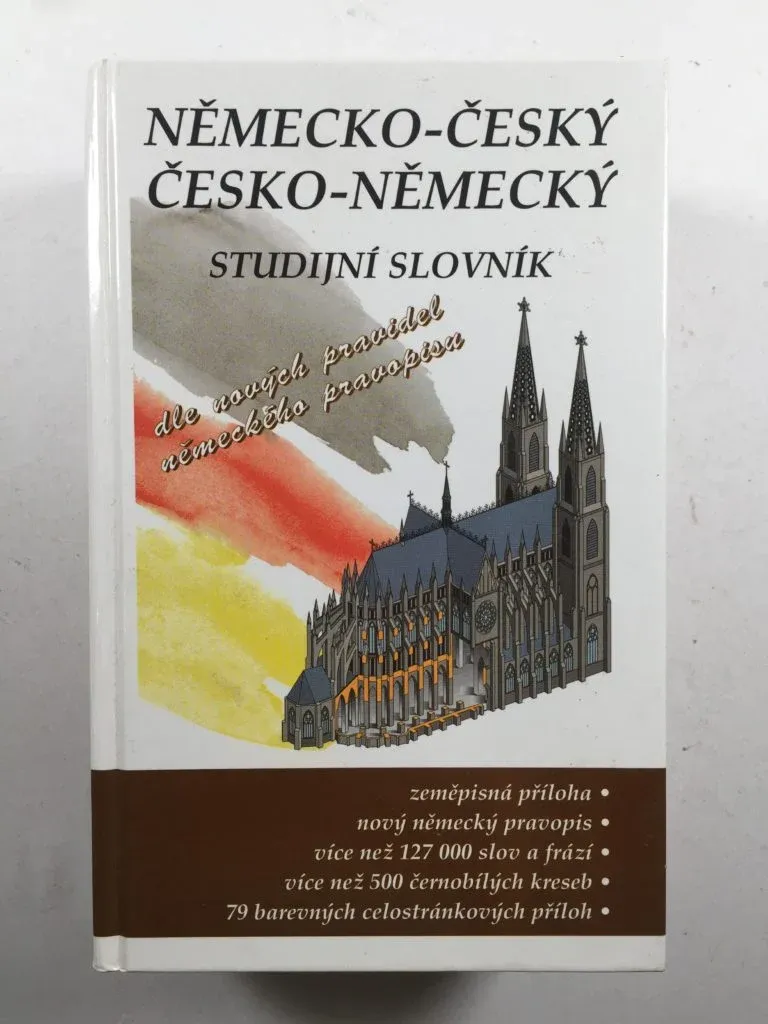 NĚMECKO-ČESKÝ
ČESKO-NĚMECKÝ
STUDIJNÍ SLOVNÍK
dle nových pravidel
německého pravopisu
zeměpisná příloha •
nový německý pravopis •
více než 127 000 slov a frází •
více než 500 černobílých kreseb •
79 barevných celostránkových příloh •